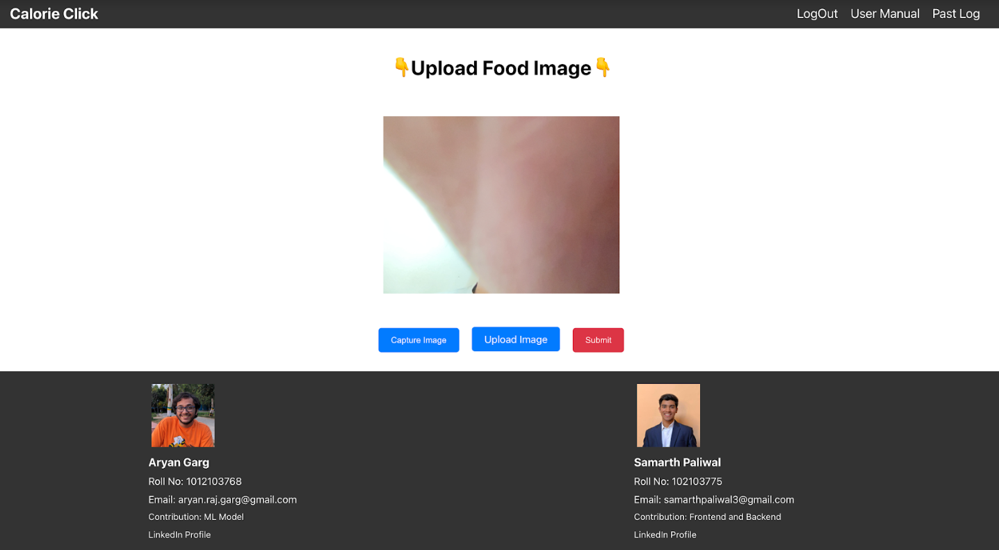 Calorie Click
LogOut User Manual Past Log
👇Upload Food Image👇
Capture Image
Upload Image
Submit
Aryan Garg
Roll No: 1012103768
Email: aryan.raj.garg@gmail.com
Contribution: ML Model
LinkedIn Profile
Samarth Paliwal
Roll No: 102103775
Email: samarthpaliwal3@gmail.com
Contribution: Frontend and Backend
LinkedIn Profile